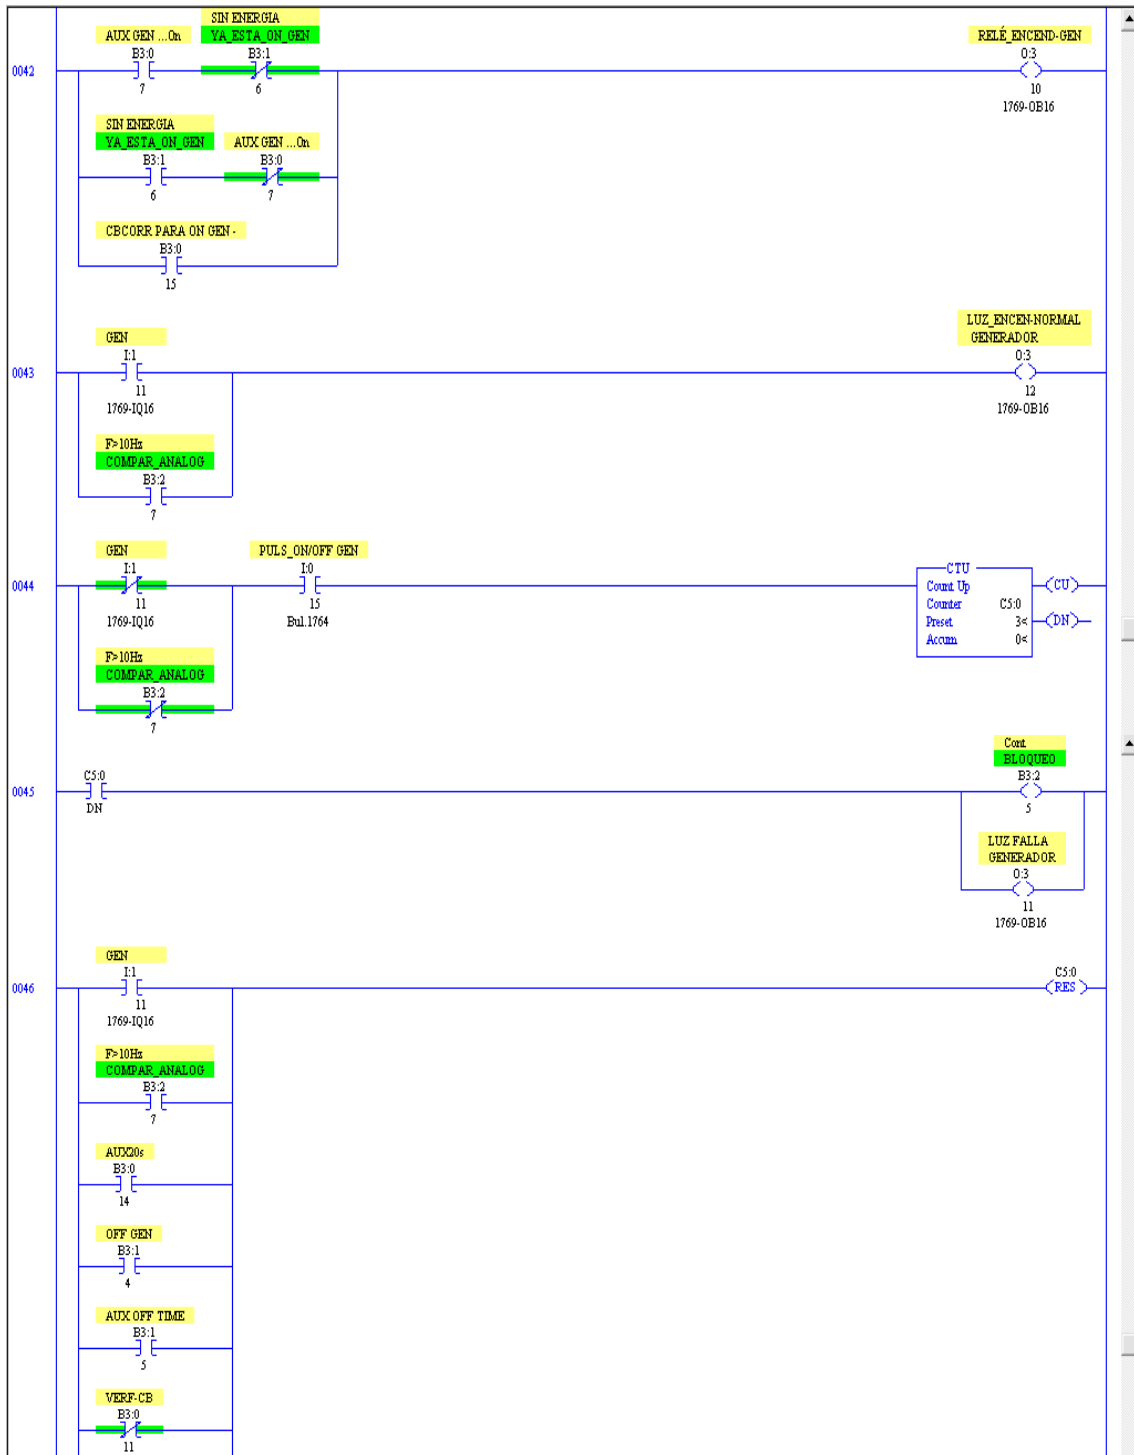 SIN ENERGIA
AUX GEN ...On YA_ESTA_ON_GEN RELÉ_ENCEND-GEN
B3:0 B3:1 O:3
0042
7 6 10
1769-OB16
SIN ENERGIA
YA_ESTA_ON_GEN AUX GEN ...On
B3:1 B3:0
6 7
CBCORR PARA ON GEN -
B3:0
15
LUZ_ENCEN-NORMAL
GEN GENERADOR
I:1 O:3
0043
11 12
1769-IQ16 1769-OB16
F>10Hz
COMPAR_ANALOG
B3:2
7
GEN PULS_ON/OFF GEN
I:1 I:0 CTU
0044 Count Up CU
11 15 Counter C5:0
1769-IQ16 Bul.1764 Preset 3< DN
Accum 0<
F>10Hz
COMPAR_ANALOG
B3:2
7
Cont
BLOQUEO
C5:0 B3:2
0045
DN 5
LUZ FALLA
GENERADOR
O:3
11
1769-OB16
GEN
I:1 C5:0
0046 RES
11
1769-IQ16
F>10Hz
COMPAR_ANALOG
B3:2
7
AUX20s
B3:0
14
OFF GEN
B3:1
4
AUX OFF TIME
B3:1
5
VERF-CB
B3:0
11